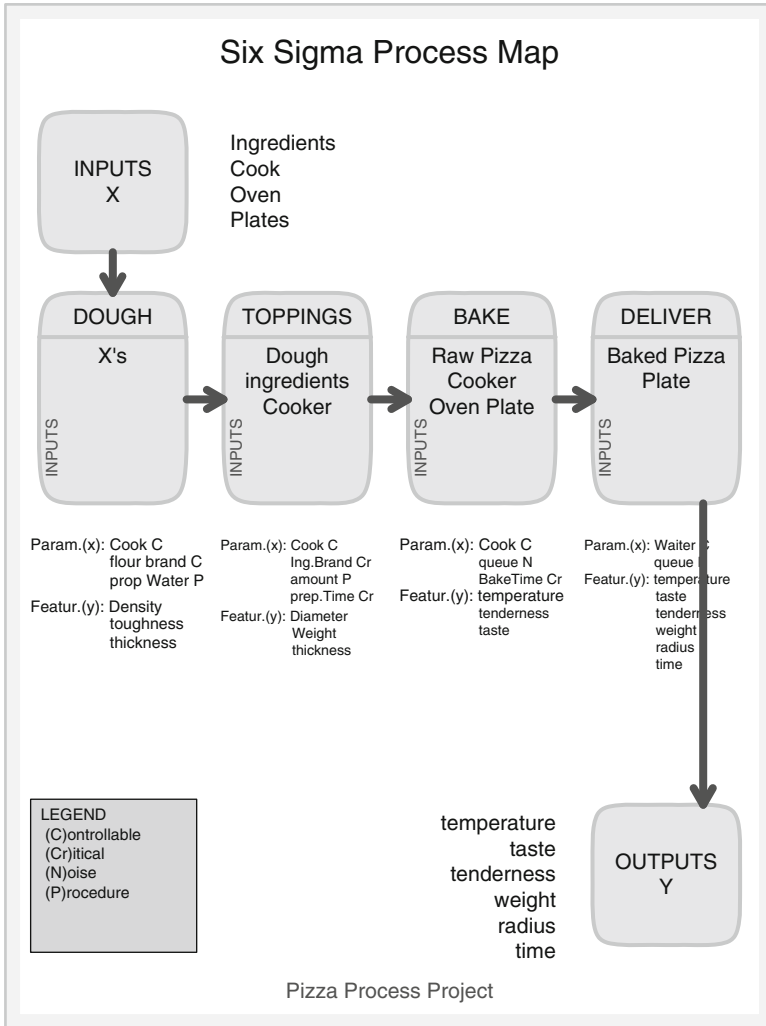 Six Sigma Process Map
INPUTS
X
Ingredients
Cook
Oven
Plates
DOUGH
X's
INPUTS
TOPPINGS
Dough
ingredients
Cooker
INPUTS
BAKE
Raw Pizza
Cooker
Oven Plate
INPUTS
DELIVER
Baked Pizza
Plate
INPUTS
Param.(x): Cook C
flour brand C
prop Water P
Featur.(y): Density
toughness
thickness
Param.(x): Cook C
Ing.Brand Cr
amount P
prep.Time Cr
Featur.(y): Diameter
Weight
thickness
Param.(x): Cook C
queue N
BakeTime Cr
Featur.(y): temperature
tenderness
taste
Param.(x): Waiter C
queue
Featur.(y): temperature
taste
tenderness
weight
radius
time
LEGEND
(C)ontrollable
(Cr)itical
(N)oise
(P)rocedure
temperature
taste
tenderness
weight
radius
time
OUTPUTS
Y
Pizza Process Project